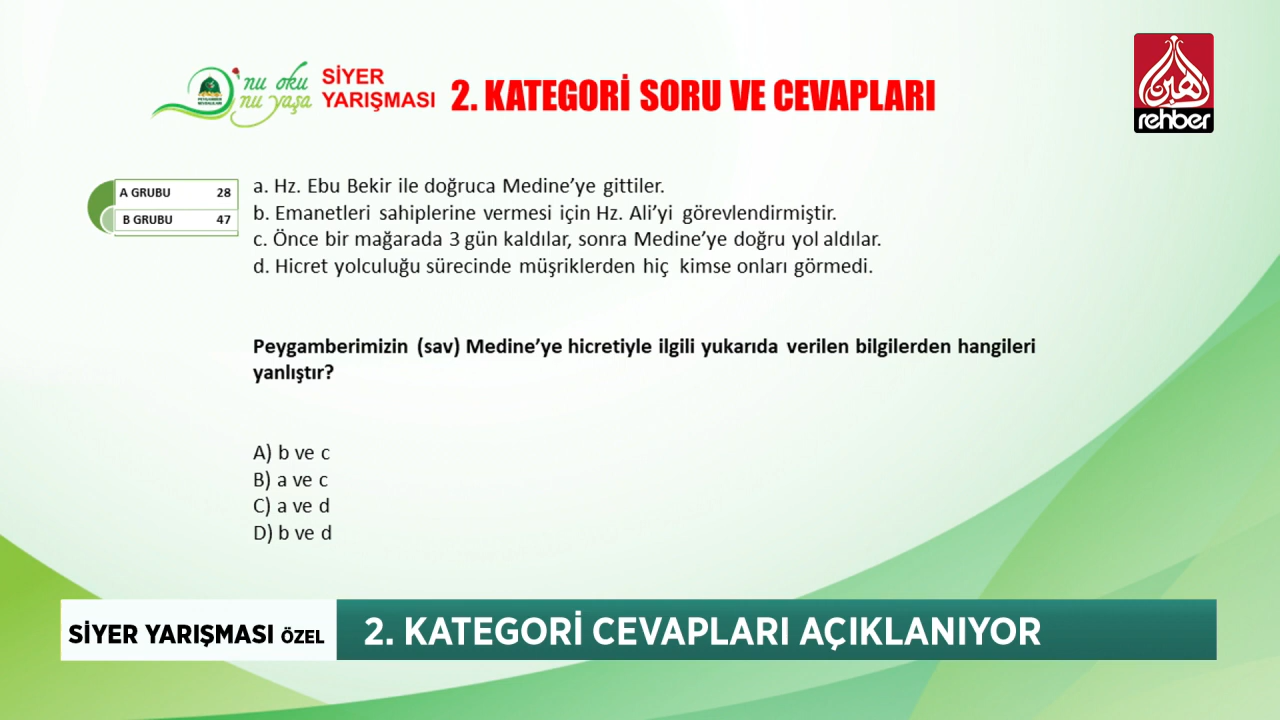 O'nu oku
O'nu yaşa
SİYER
YARIŞMASI
2. KATEGORİ SORU VE CEVAPLARI
rehber
A GRUBU 28
B GRUBU 47
a. Hz. Ebu Bekir ile doğruca Medine’ye gittiler.
b. Emanetleri sahiplerine vermesi için Hz. Ali’yi görevlendirmiştir.
c. Önce bir mağarada 3 gün kaldılar, sonra Medine’ye doğru yol aldılar.
d. Hicret yolculuğu sürecinde müşriklerden hiç kimse onları görmedi.
Peygamberimizin (sav) Medine’ye hicretiyle ilgili yukarıda verilen bilgilerden hangileri
yanlıştır?
A) b ve c
B) a ve c
C) a ve d
D) b ve d
SİYER YARIŞMASI ÖZEL
2. KATEGORİ CEVAPLARI AÇIKLANIYOR